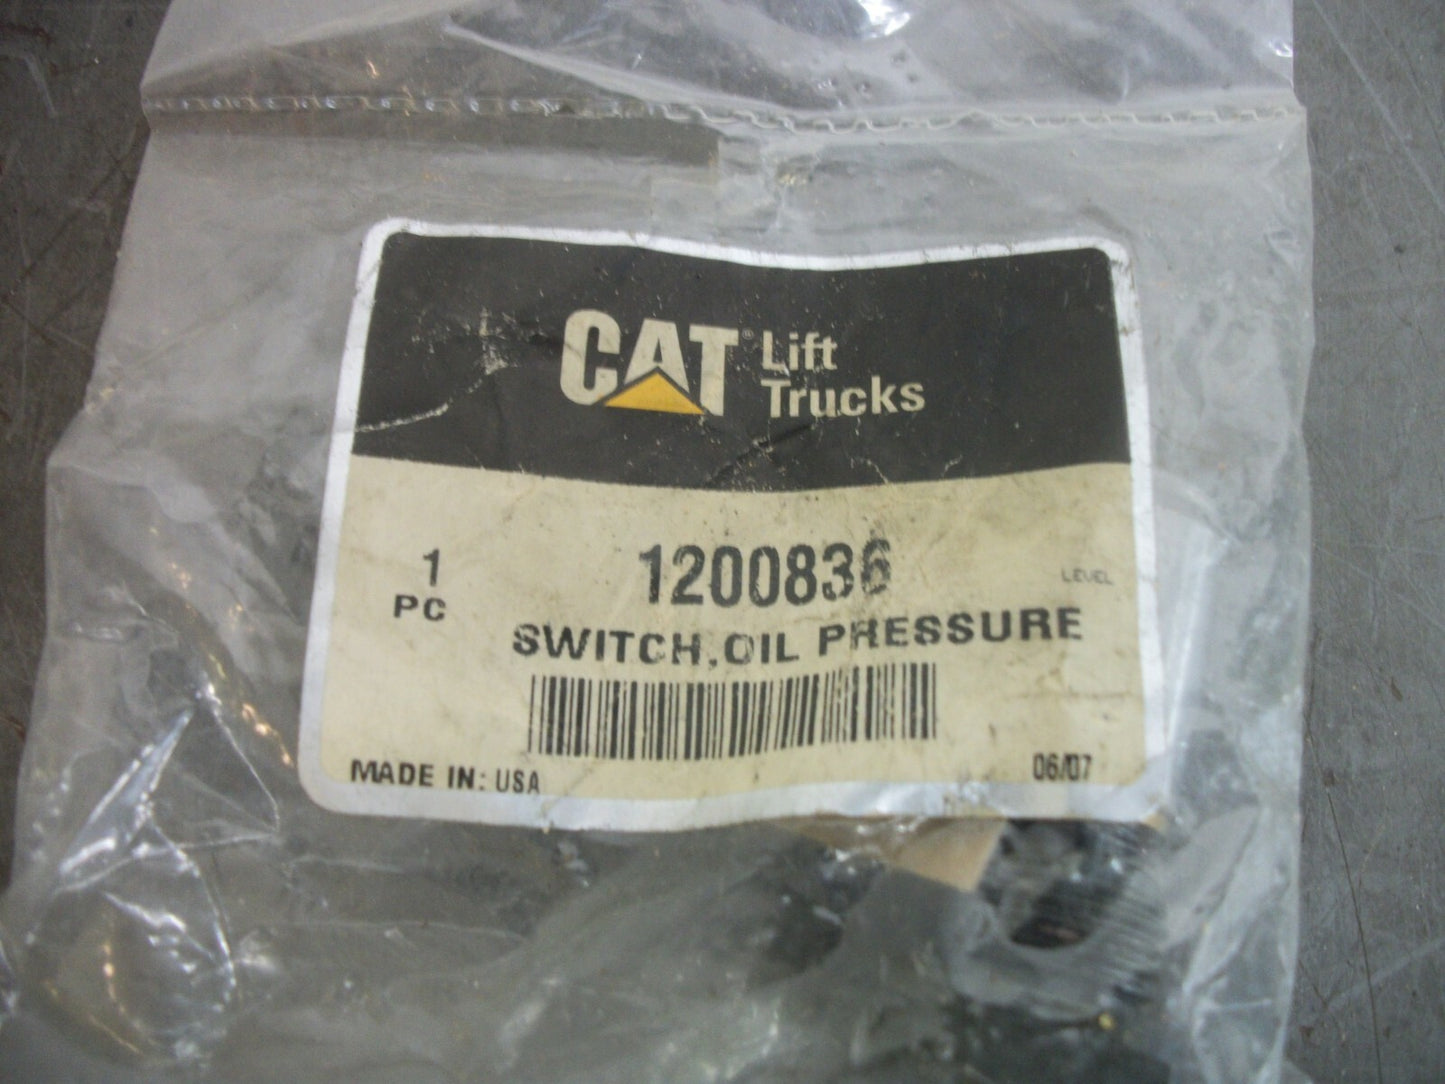 CAT® Lift
Trucks
1 1200836 LEVEL
PC SWITCH,OIL PRESSURE
MADE IN: USA 06/07